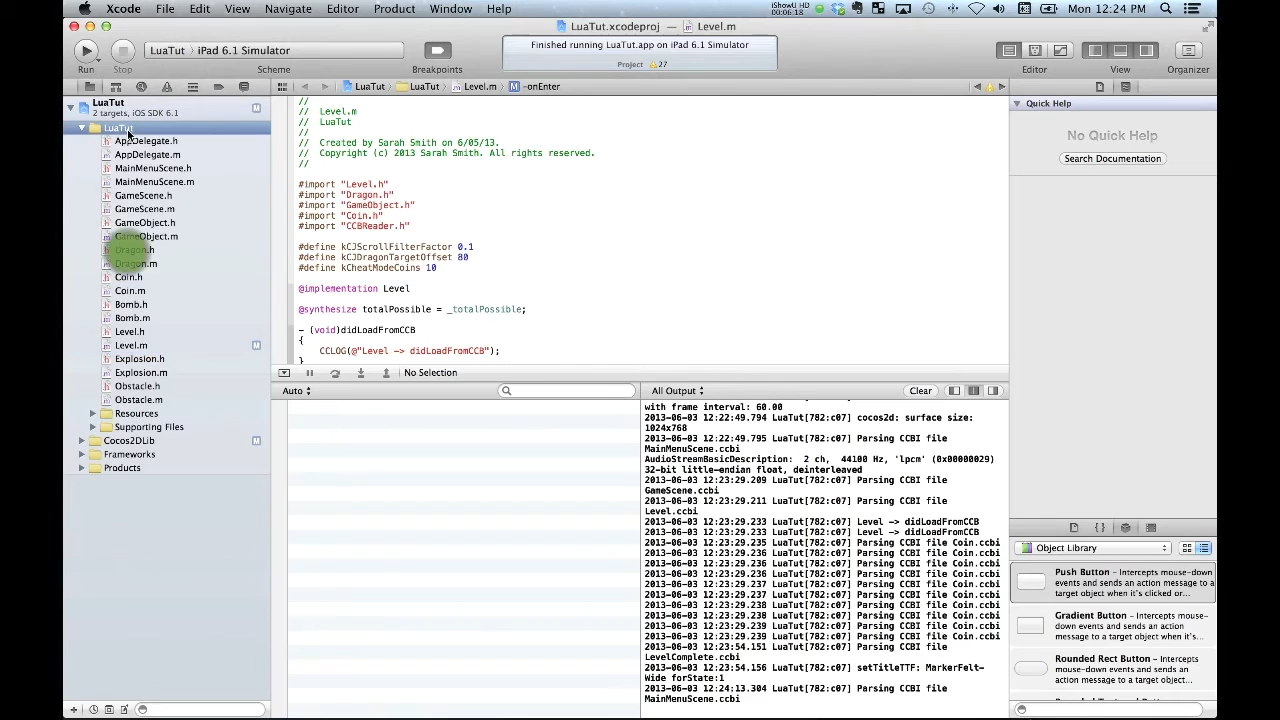 Xcode File Edit View Navigate Editor Product Window Help
iShowU HD 00:06:18
Mon 12:24 PM
LuaTut.xcodeproj — Level.m
LuaTut 〉 iPad 6.1 Simulator
Finished running LuaTut.app on iPad 6.1 Simulator
Project 27
Run Stop Scheme Breakpoints Editor View Organizer
LuaTut LuaTut Level.m M -onEnter
LuaTut M
2 targets, iOS SDK 6.1
LuaTut
AppDelegate.h
AppDelegate.m
MainMenuScene.h
MainMenuScene.m
GameScene.h
GameScene.m
GameObject.h
GameObject.m
Dragon.h
Dragon.m
Coin.h
Coin.m
Bomb.h
Bomb.m
Level.h
Level.m M
Explosion.h
Explosion.m
Obstacle.h
Obstacle.m
Resources
Supporting Files
Cocos2DLib M
Frameworks
Products
//
// Level.m
// LuaTut
//
// Created by Sarah Smith on 6/05/13.
// Copyright (c) 2013 Sarah Smith. All rights reserved.
//
#import "Level.h"
#import "Dragon.h"
#import "GameObject.h"
#import "Coin.h"
#import "CCBReader.h"
#define kCJScrollFilterFactor 0.1
#define kCJDragonTargetOffset 80
#define kCheatModeCoins 10
@implementation Level
@synthesize totalPossible = _totalPossible;
- (void)didLoadFromCCB
{
CCLOG(@"Level -> didLoadFromCCB");
}
No Selection
Auto
All Output
Clear
with frame interval: 60.00
2013-06-03 12:22:49.794 LuaTut[782:c07] cocos2d: surface size:
1024x768
2013-06-03 12:22:49.795 LuaTut[782:c07] Parsing CCBI file
MainMenuScene.ccbi
AudioStreamBasicDescription: 2 ch, 44100 Hz, 'lpcm' (0x00000029)
32-bit little-endian float, deinterleaved
2013-06-03 12:23:29.209 LuaTut[782:c07] Parsing CCBI file
GameScene.ccbi
2013-06-03 12:23:29.211 LuaTut[782:c07] Parsing CCBI file
Level.ccbi
2013-06-03 12:23:29.233 LuaTut[782:c07] Level -> didLoadFromCCB
2013-06-03 12:23:29.233 LuaTut[782:c07] Level -> didLoadFromCCB
2013-06-03 12:23:29.235 LuaTut[782:c07] Parsing CCBI file Coin.ccbi
2013-06-03 12:23:29.236 LuaTut[782:c07] Parsing CCBI file Coin.ccbi
2013-06-03 12:23:29.236 LuaTut[782:c07] Parsing CCBI file Coin.ccbi
2013-06-03 12:23:29.236 LuaTut[782:c07] Parsing CCBI file Coin.ccbi
2013-06-03 12:23:29.237 LuaTut[782:c07] Parsing CCBI file Coin.ccbi
2013-06-03 12:23:29.237 LuaTut[782:c07] Parsing CCBI file Coin.ccbi
2013-06-03 12:23:29.238 LuaTut[782:c07] Parsing CCBI file Coin.ccbi
2013-06-03 12:23:29.238 LuaTut[782:c07] Parsing CCBI file Coin.ccbi
2013-06-03 12:23:29.239 LuaTut[782:c07] Parsing CCBI file Coin.ccbi
2013-06-03 12:23:29.239 LuaTut[782:c07] Parsing CCBI file Coin.ccbi
2013-06-03 12:23:54.151 LuaTut[782:c07] Parsing CCBI file
LevelComplete.ccbi
2013-06-03 12:23:54.156 LuaTut[782:c07] setTitleTTF: MarkerFelt-
Wide forState:1
2013-06-03 12:24:13.304 LuaTut[782:c07] Parsing CCBI file
MainMenuScene.ccbi
Quick Help
No Quick Help
Search Documentation
Object Library
Push Button - Intercepts mouse-down
events and sends an action message to a
target object when it's clicked or...
Gradient Button - Intercepts mouse-
down events and sends an action
message to a target object when it's...
Rounded Rect Button - Intercepts
mouse-down events and sends an
action message to a target object...